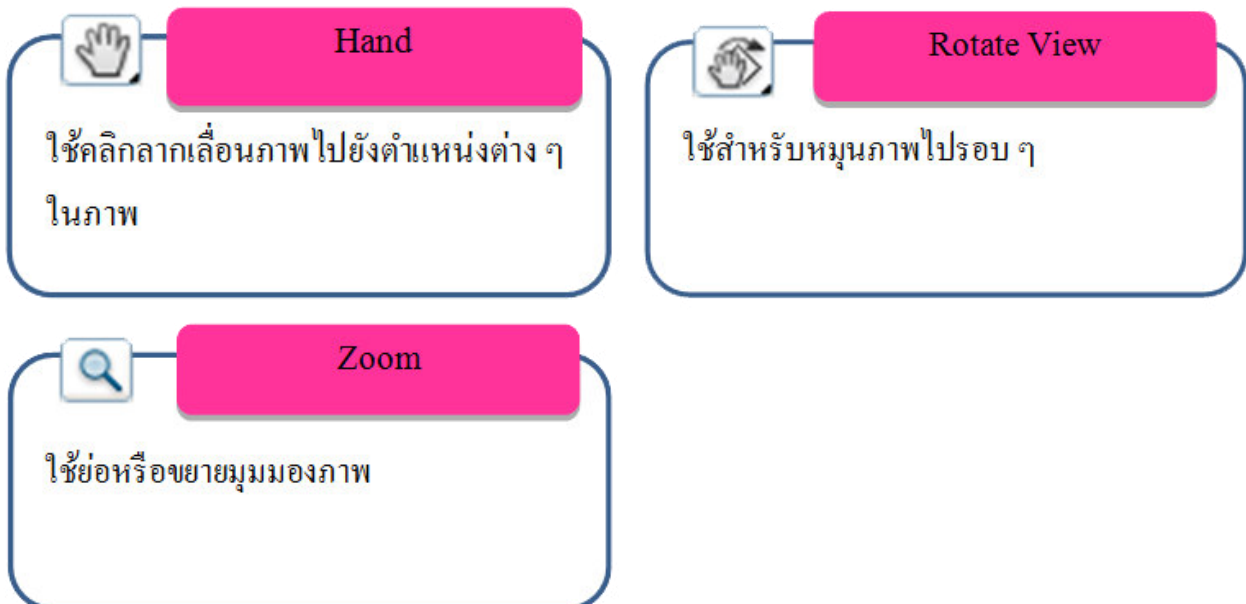 Hand
ใช้คลิกลากเลื่อนภาพไปยังตำแหน่งต่าง ๆ
ในภาพ
Rotate View
ใช้สำหรับหมุนภาพไปรอบ ๆ
Zoom
ใช้ย่อหรือขยายมุมมองภาพ